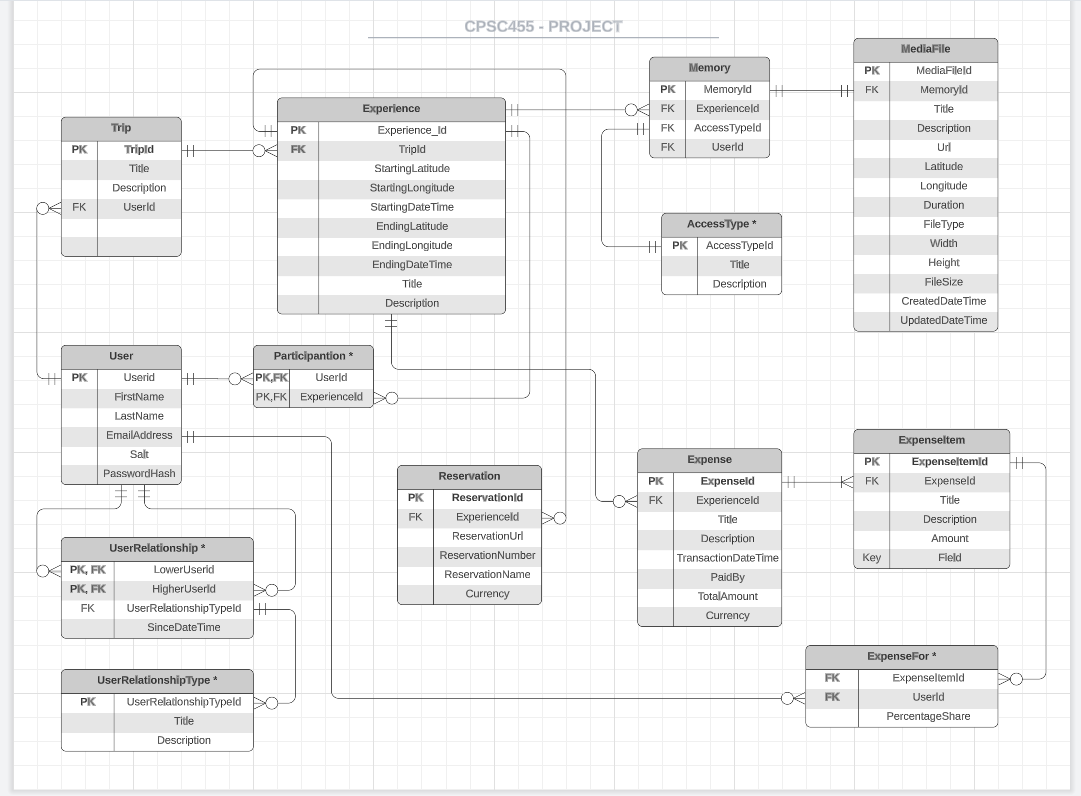 CPSC455 - PROJECT
Trip
PK TripId
Title
Description
FK UserId
Experience
PK Experience_Id
FK TripId
StartingLatitude
StartingLongitude
StartingDateTime
EndingLatitude
EndingLongitude
EndingDateTime
Title
Description
Memory
PK MemoryId
FK ExperienceId
FK AccessTypeId
FK UserId
MediaFile
PK MediaFileId
FK MemoryId
Title
Description
Url
Latitude
Longitude
Duration
FileType
Width
Height
FileSize
CreatedDateTime
UpdatedDateTime
AccessType *
PK AccessTypeId
Title
Description
User
PK Userid
FirstName
LastName
EmailAddress
Salt
PasswordHash
Participantion *
PK,FK UserId
PK,FK ExperienceId
Reservation
PK ReservationId
FK ExperienceId
ReservationUrl
ReservationNumber
ReservationName
Currency
Expense
PK ExpenseId
FK ExperienceId
Title
Description
TransactionDateTime
PaidBy
TotalAmount
Currency
ExpenseItem
PK ExpenseItemId
FK ExpenseId
Title
Description
Amount
Key Field
UserRelationship *
PK, FK LowerUserid
PK, FK HigherUserId
FK UserRelationshipTypeId
SinceDateTime
UserRelationshipType *
PK UserRelationshipTypeId
Title
Description
ExpenseFor *
FK ExpenseItemId
FK UserId
PercentageShare